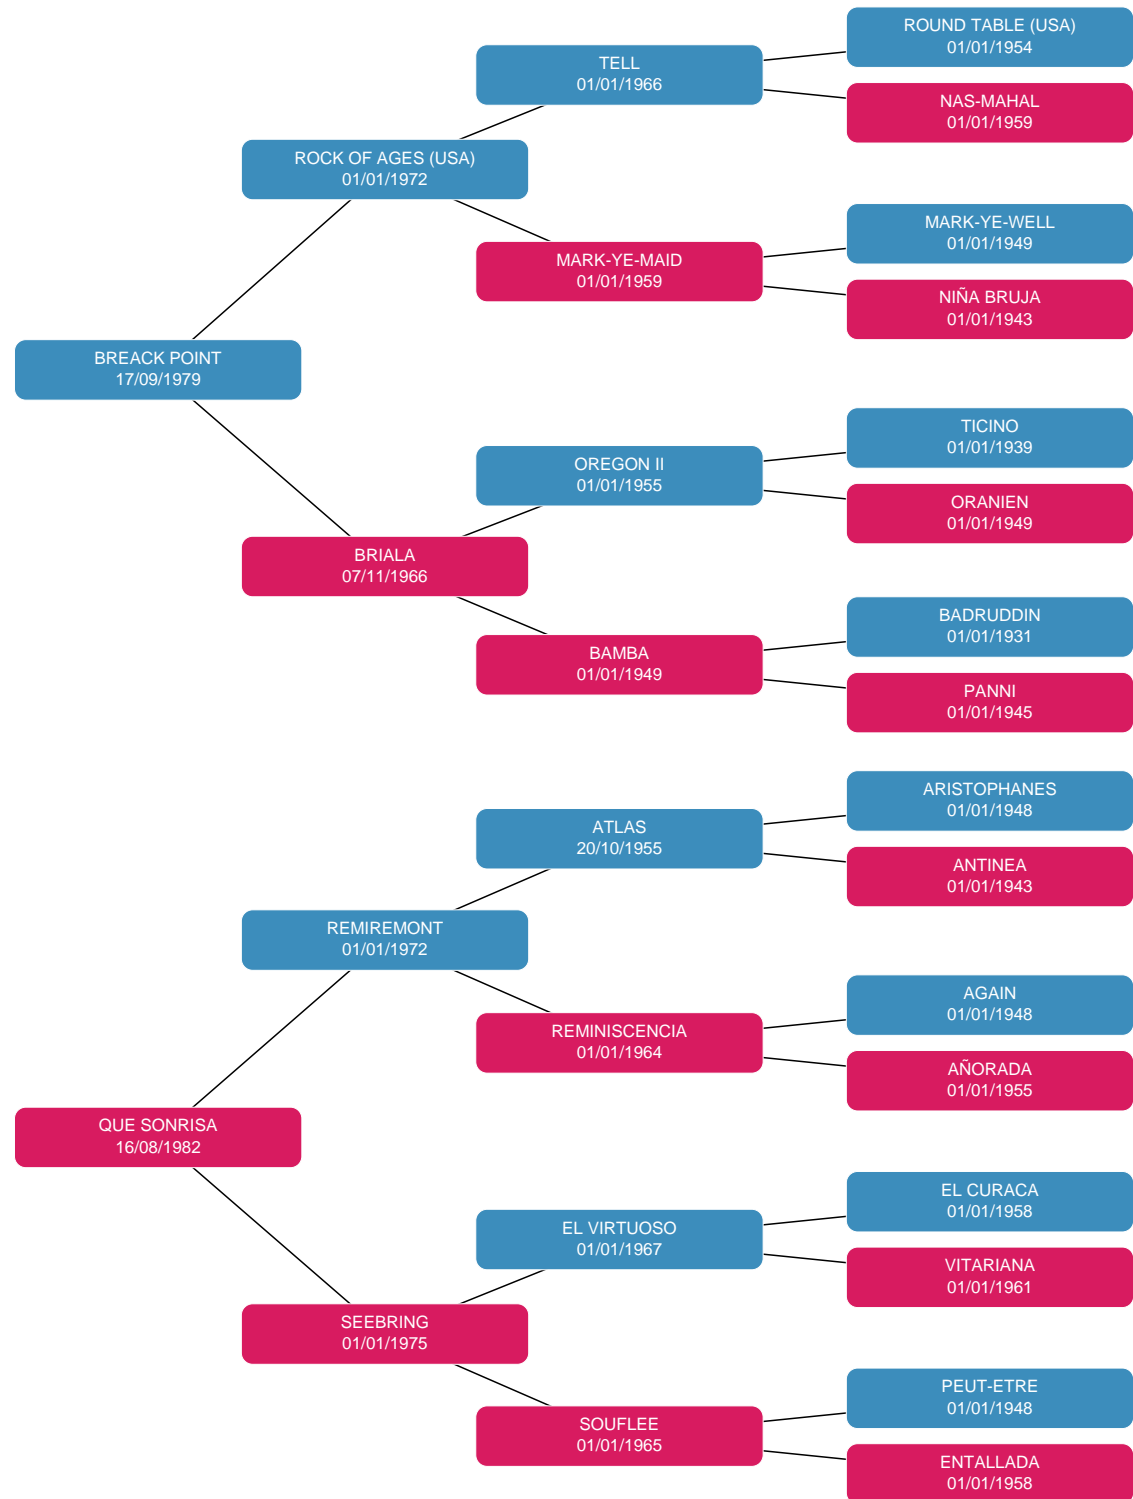 ROUND TABLE (USA)
01/01/1954
TELL
01/01/1966
NAS-MAHAL
01/01/1959
ROCK OF AGES (USA)
01/01/1972
MARK-YE-WELL
01/01/1949
MARK-YE-MAID
01/01/1959
NIÑA BRUJA
01/01/1943
BREACK POINT
17/09/1979
TICINO
01/01/1939
OREGON II
01/01/1955
ORANIEN
01/01/1949
BRIALA
07/11/1966
BADRUDDIN
01/01/1931
BAMBA
01/01/1949
PANNI
01/01/1945
ARISTOPHANES
01/01/1948
ATLAS
20/10/1955
ANTINEA
01/01/1943
REMIREMONT
01/01/1972
AGAIN
01/01/1948
REMINISCENCIA
01/01/1964
AÑORADA
01/01/1955
QUE SONRISA
16/08/1982
EL CURACA
01/01/1958
EL VIRTUOSO
01/01/1967
VITARIANA
01/01/1961
SEEBRING
01/01/1975
PEUT-ETRE
01/01/1948
SOUFLEE
01/01/1965
ENTALLADA
01/01/1958